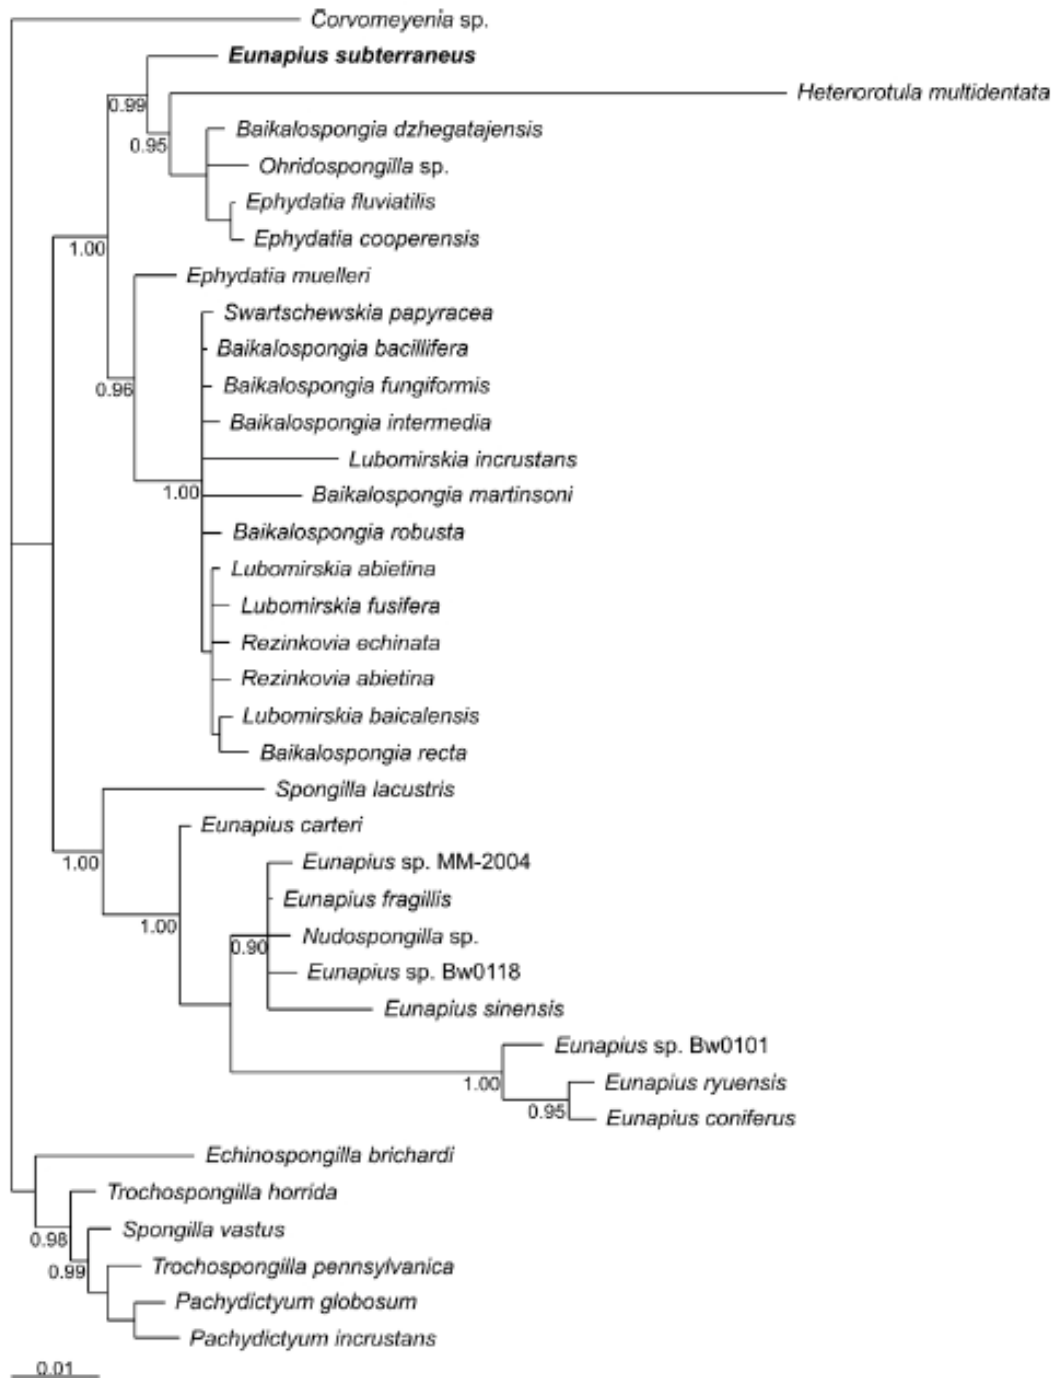 Corvomeyenia sp.
Eunapius subterraneus
0.99
Heterorotula multidentata
Baikalospongia dzhegatajensis
0.95
Ohridospongilla sp.
Ephydatia fluviatilis
Ephydatia cooperensis
1.00
Ephydatia muelleri
Swartschewskia papyracea
Baikalospongia bacillifera
Baikalospongia fungiformis
0.96
Baikalospongia intermedia
Lubomirskia incrustans
1.00
Baikalospongia martinsoni
Baikalospongia robusta
Lubomirskia abietina
Lubomirskia fusifera
Rezinkovia echinata
Rezinkovia abietina
Lubomirskia baicalensis
Baikalospongia recta
Spongilla lacustris
Eunapius carteri
1.00
Eunapius sp. MM-2004
Eunapius fragillis
1.00
Nudospongilla sp.
0.90
Eunapius sp. Bw0118
Eunapius sinensis
Eunapius sp. Bw0101
1.00
Eunapius ryuensis
0.95
Eunapius coniferus
Echinospongilla brichardi
Trochospongilla horrida
Spongilla vastus
0.98
Trochospongilla pennsylvanica
0.99
Pachydictyum globosum
Pachydictyum incrustans
0.01